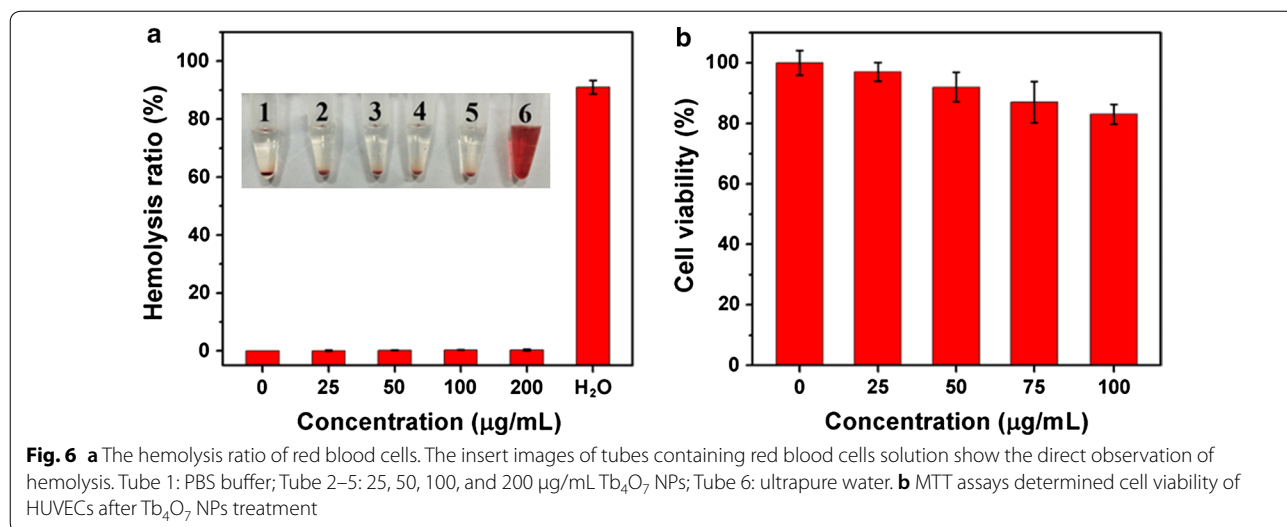 a
b
100
80
60
40
20
0
Hemolysis ratio (%)
1 2 3 4 5 6
0 25 50 100 200 H₂O
Concentration (μg/mL)
100
80
60
40
20
0
Cell viability (%)
0 25 50 75 100
Concentration (μg/mL)
Fig. 6 a The hemolysis ratio of red blood cells. The insert images of tubes containing red blood cells solution show the direct observation of
hemolysis. Tube 1: PBS buffer; Tube 2–5: 25, 50, 100, and 200 μg/mL Tb₄O₇ NPs; Tube 6: ultrapure water. b MTT assays determined cell viability of
HUVECs after Tb₄O₇ NPs treatment